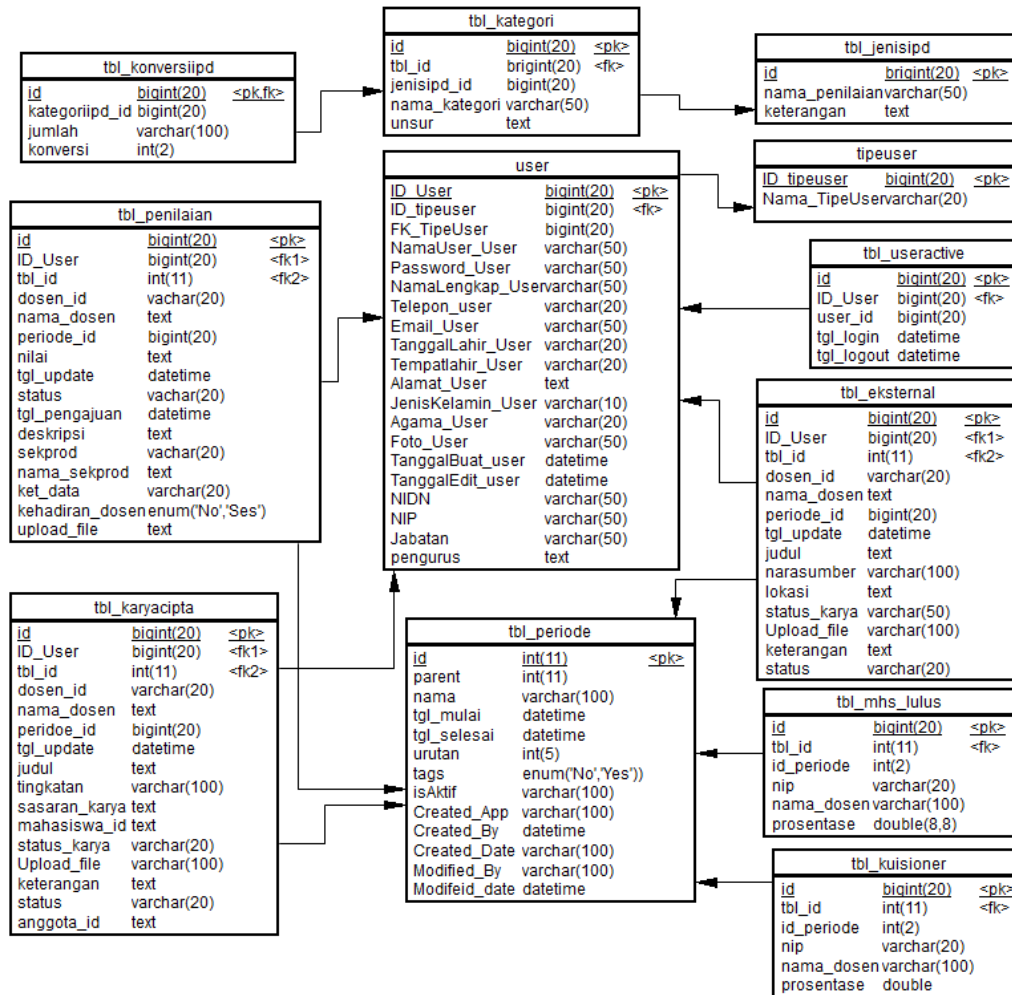 tbl_kategori
id bigint(20) <pk>
tbl_id brigint(20) <fk>
jenisipd_id bigint(20)
nama_kategori varchar(50)
unsur text
tbl_konversiipd
id bigint(20) <pk,fk>
kategoriipd_id bigint(20)
jumlah varchar(100)
konversi int(2)
tbl_jenisipd
id brigint(20) <pk>
nama_penilaian varchar(50)
keterangan text
user
ID_User bigint(20) <pk>
ID_tipeuser bigint(20) <fk>
FK_TipeUser bigint(20)
NamaUser_User varchar(50)
Password_User varchar(50)
NamaLengkap_User varchar(50)
Telepon_user varchar(20)
Email_User varchar(50)
TanggalLahir_User varchar(20)
Tempatlahir_User varchar(20)
Alamat_User text
JenisKelamin_User varchar(10)
Agama_User varchar(20)
Foto_User varchar(50)
TanggalBuat_user datetime
TanggalEdit_user datetime
NIDN varchar(50)
NIP varchar(50)
Jabatan varchar(50)
pengurus text
tipeuser
ID_tipeuser bigint(20) <pk>
Nama_TipeUser varchar(20)
tbl_penilaian
id bigint(20) <pk>
ID_User bigint(20) <fk1>
tbl_id int(11) <fk2>
dosen_id vachar(20)
nama_dosen text
periode_id bigint(20)
nilai text
tgl_update datetime
status vachar(20)
tgl_pengajuan datetime
deskripsi text
sekprod vachar(20)
nama_sekprod text
ket_data varchar(20)
kehadiran_dosen enum('No','Ses')
upload_file text
tbl_useractive
id brigint(20) <pk>
ID_User bigint(20) <fk>
user_id bigint(20)
tgl_login datetime
tgl_logout datetime
tbl_eksternal
id bigint(20) <pk>
ID_User bigint(20) <fk1>
tbl_id int(11) <fk2>
dosen_id varchar(20)
nama_dosen text
periode_id bigint(20)
tgl_update datetime
judul text
narasumber varchar(100)
lokasi text
status_karya varchar(50)
Upload_file varchar(100)
keterangan text
status varchar(20)
tbl_karyacipta
id bigint(20) <pk>
ID_User bigint(20) <fk1>
tbl_id int(11) <fk2>
dosen_id varchar(20)
nama_dosen text
peridoe_id bigint(20)
tgl_update datetime
judul text
tingkatan varchar(100)
sasaran_karya text
mahasiswa_id text
status_karya varchar(20)
Upload_file varchar(100)
keterangan text
status varchar(20)
anggota_id text
tbl_periode
id int(11) <pk>
parent int(11)
nama varchar(100)
tgl_mulai datetime
tgl_selesai datetime
urutan int(5)
tags enum('No','Yes'))
isAktif varchar(100)
Created_App varchar(100)
Created_By datetime
Created_Date varchar(100)
Modified_By varchar(100)
Modifeid_date datetime
tbl_mhs_lulus
id bigint(20) <pk>
tbl_id int(11) <fk>
id_periode int(2)
nip varchar(20)
nama_dosen varchar(100)
prosentase double(8,8)
tbl_kuisioner
id bigint(20) <pk>
tbl_id int(11) <fk>
id_periode int(2)
nip varchar(20)
nama_dosen varchar(100)
prosentase double